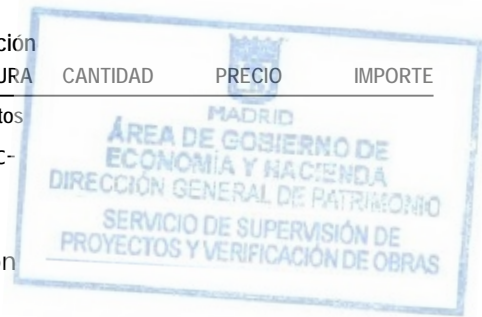 ción
URA CANTIDAD PRECIO IMPORTE
tos
MADRID
ÁREA DE GOBIERNO DE
c-
ECONOMÍA Y HACIENDA
DIRECCIÓN GENERAL DE PATRIMONIO
SERVICIO DE SUPERVISIÓN DE
PROYECTOS Y VERIFICACIÓN DE OBRAS
ón